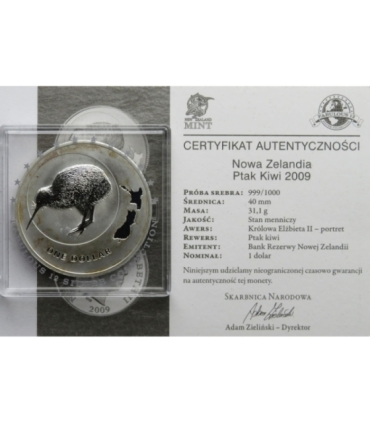 NEW ZEALAND
MINT
CERTYFIKAT AUTENTYCZNOŚCI
Nowa Zelandia
Ptak Kiwi 2009
PRÓBA SREBRA: 999/1000
ŚREDNICA: 40 mm
MASA: 31,1 g
JAKOŚĆ: Stan menniczy
AWERS: Królowa Elżbieta II – portret
REWERS: Ptak kiwi
EMITENT: Bank Rezerwy Nowej Zelandii
NOMINAŁ: 1 dolar
Niniejszym udzielamy nieograniczonej czasowo gwarancji
na autentyczność tej monety.
SKARBNICA NARODOWA
Adam Zieliński – Dyrektor
ONE DOLLAR
2009